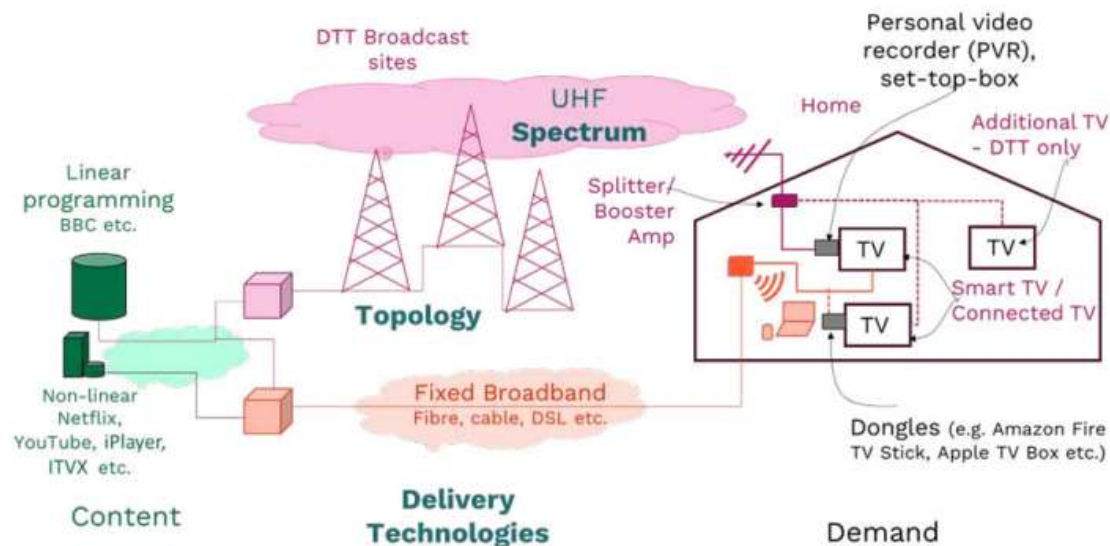 DTT Broadcast
sites
UHF
Spectrum
Personal video
recorder (PVR),
set-top-box
Home
Additional TV
- DTT only
Linear
programming
BBC etc.
Splitter/
Booster
Amp
TV
TV
Topology
Smart TV /
Connected TV
TV
Non-linear
Netflix,
YouTube, iPlayer,
ITVX etc.
Fixed Broadband
Fibre, cable, DSL etc.
Dongles (e.g. Amazon Fire
TV Stick, Apple TV Box etc.)
Content
Delivery
Technologies
Demand